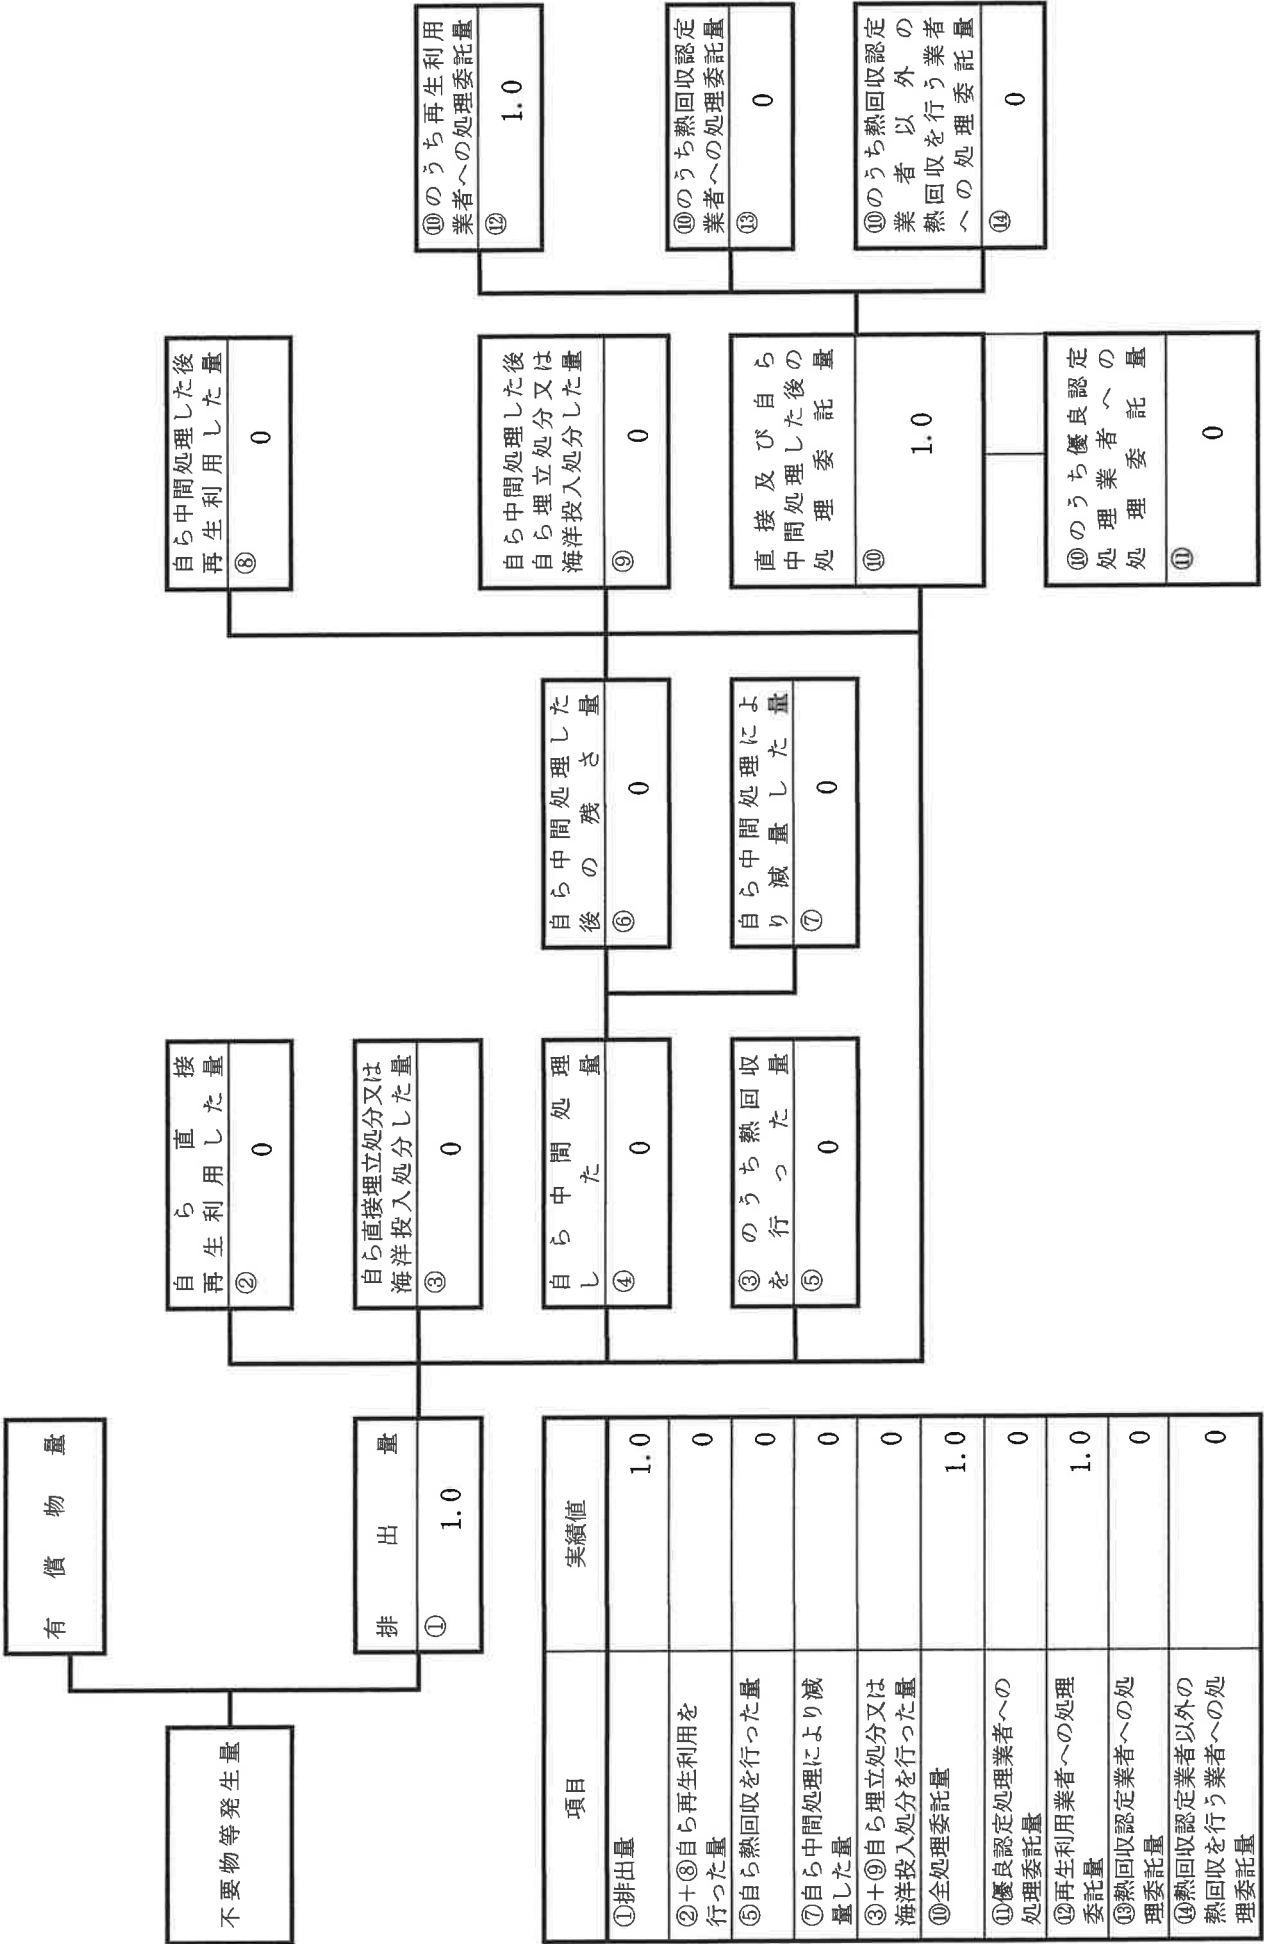 不要物等発生量
有償物量
排出量
① 1.0
自ら直接
再生利用した量
② 0
自ら直接埋立処分又は
海洋投入処分した量
③ 0
自ら中間処理
した量
④ 0
③のうち熱回収
を行った量
⑤ 0
自ら中間処理した
後の残さ量
⑥ 0
自ら中間処理によ
り減量した量
⑦ 0
自ら中間処理した後
再生利用した量
⑧ 0
自ら中間処理した後
自ら埋立処分又は
海洋投入処分した量
⑨ 0
直接及び自ら
中間処理した後の
処理委託量
⑩ 1.0
⑩のうち優良認定
処理業者への
処理委託量
⑪ 0
⑩のうち再生利用
業者への処理委託量
⑫ 1.0
⑩のうち熱回収認定
業者への処理委託量
⑬ 0
⑩のうち熱回収認定
業者以外の
熱回収を行う業者
への処理委託量
⑭ 0
項目 実績値
①排出量 1.0
②+⑧自ら再生利用を
行った量 0
⑤自ら熱回収を行った量 0
⑦自ら中間処理により減
量した量 0
③+⑨自ら埋立処分又は
海洋投入処分を行った量 0
⑩全処理委託量 1.0
⑪優良認定処理業者への
処理委託量 0
⑫再生利用業者への処理
委託量 1.0
⑬熱回収認定業者への処
理委託量 0
⑭熱回収認定業者以外の
熱回収を行う業者への処
理委託量 0